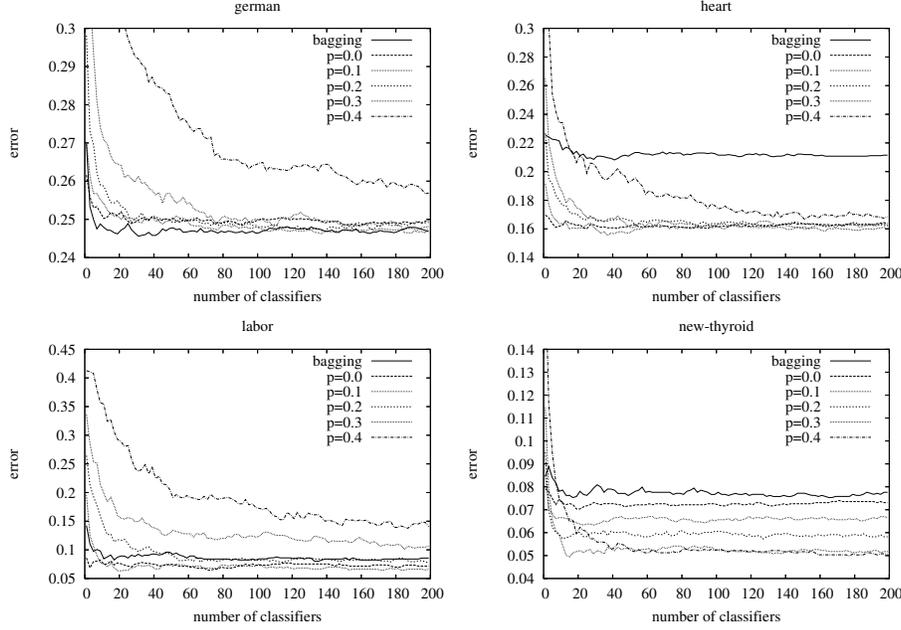 german
0.3
0.29
0.28
0.27
0.26
0.25
0.24
error
0 20 40 60 80 100 120 140 160 180 200
number of classifiers
bagging
p=0.0
p=0.1
p=0.2
p=0.3
p=0.4
heart
0.3
0.28
0.26
0.24
0.22
0.2
0.18
0.16
0.14
error
0 20 40 60 80 100 120 140 160 180 200
number of classifiers
bagging
p=0.0
p=0.1
p=0.2
p=0.3
p=0.4
labor
0.45
0.4
0.35
0.3
0.25
0.2
0.15
0.1
0.05
error
0 20 40 60 80 100 120 140 160 180 200
number of classifiers
bagging
p=0.0
p=0.1
p=0.2
p=0.3
p=0.4
new-thyroid
0.14
0.13
0.12
0.11
0.1
0.09
0.08
0.07
0.06
0.05
0.04
error
0 20 40 60 80 100 120 140 160 180 200
number of classifiers
bagging
p=0.0
p=0.1
p=0.2
p=0.3
p=0.4